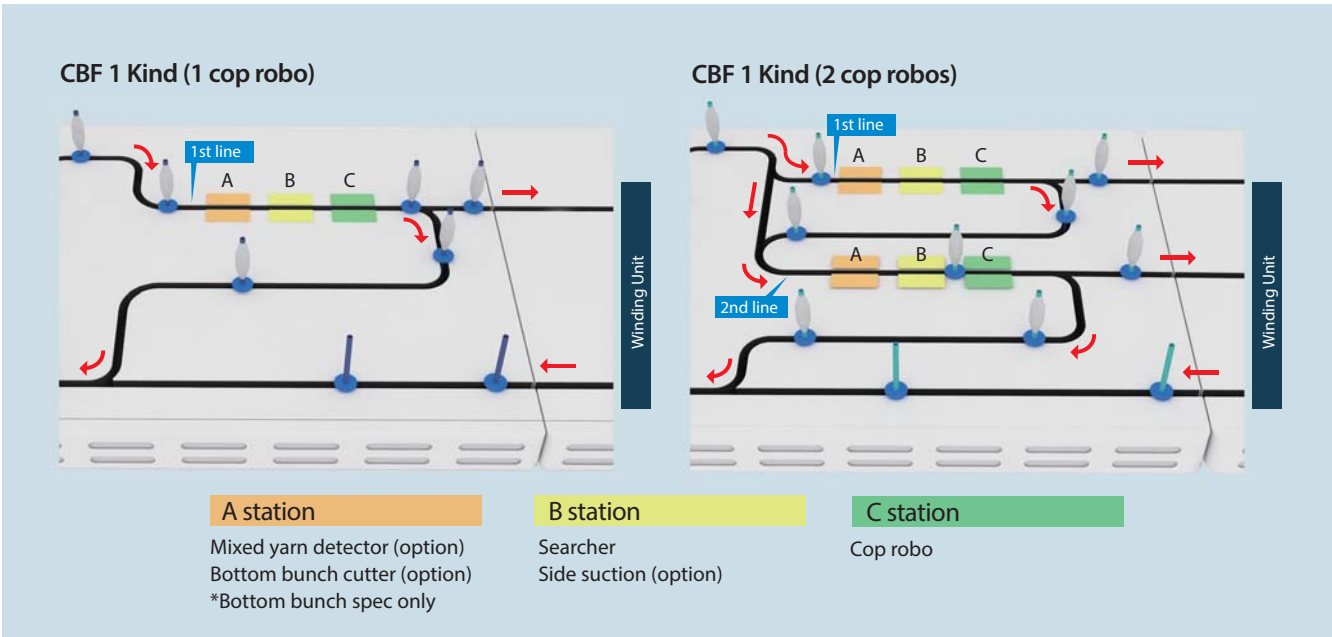 CBF 1 Kind (1 cop robo)
1st line
A B C
Winding Unit
CBF 1 Kind (2 cop robos)
1st line
A B C
A B C
2nd line
Winding Unit
A station
Mixed yarn detector (option)
Bottom bunch cutter (option)
*Bottom bunch spec only
B station
Searcher
Side suction (option)
C station
Cop robo